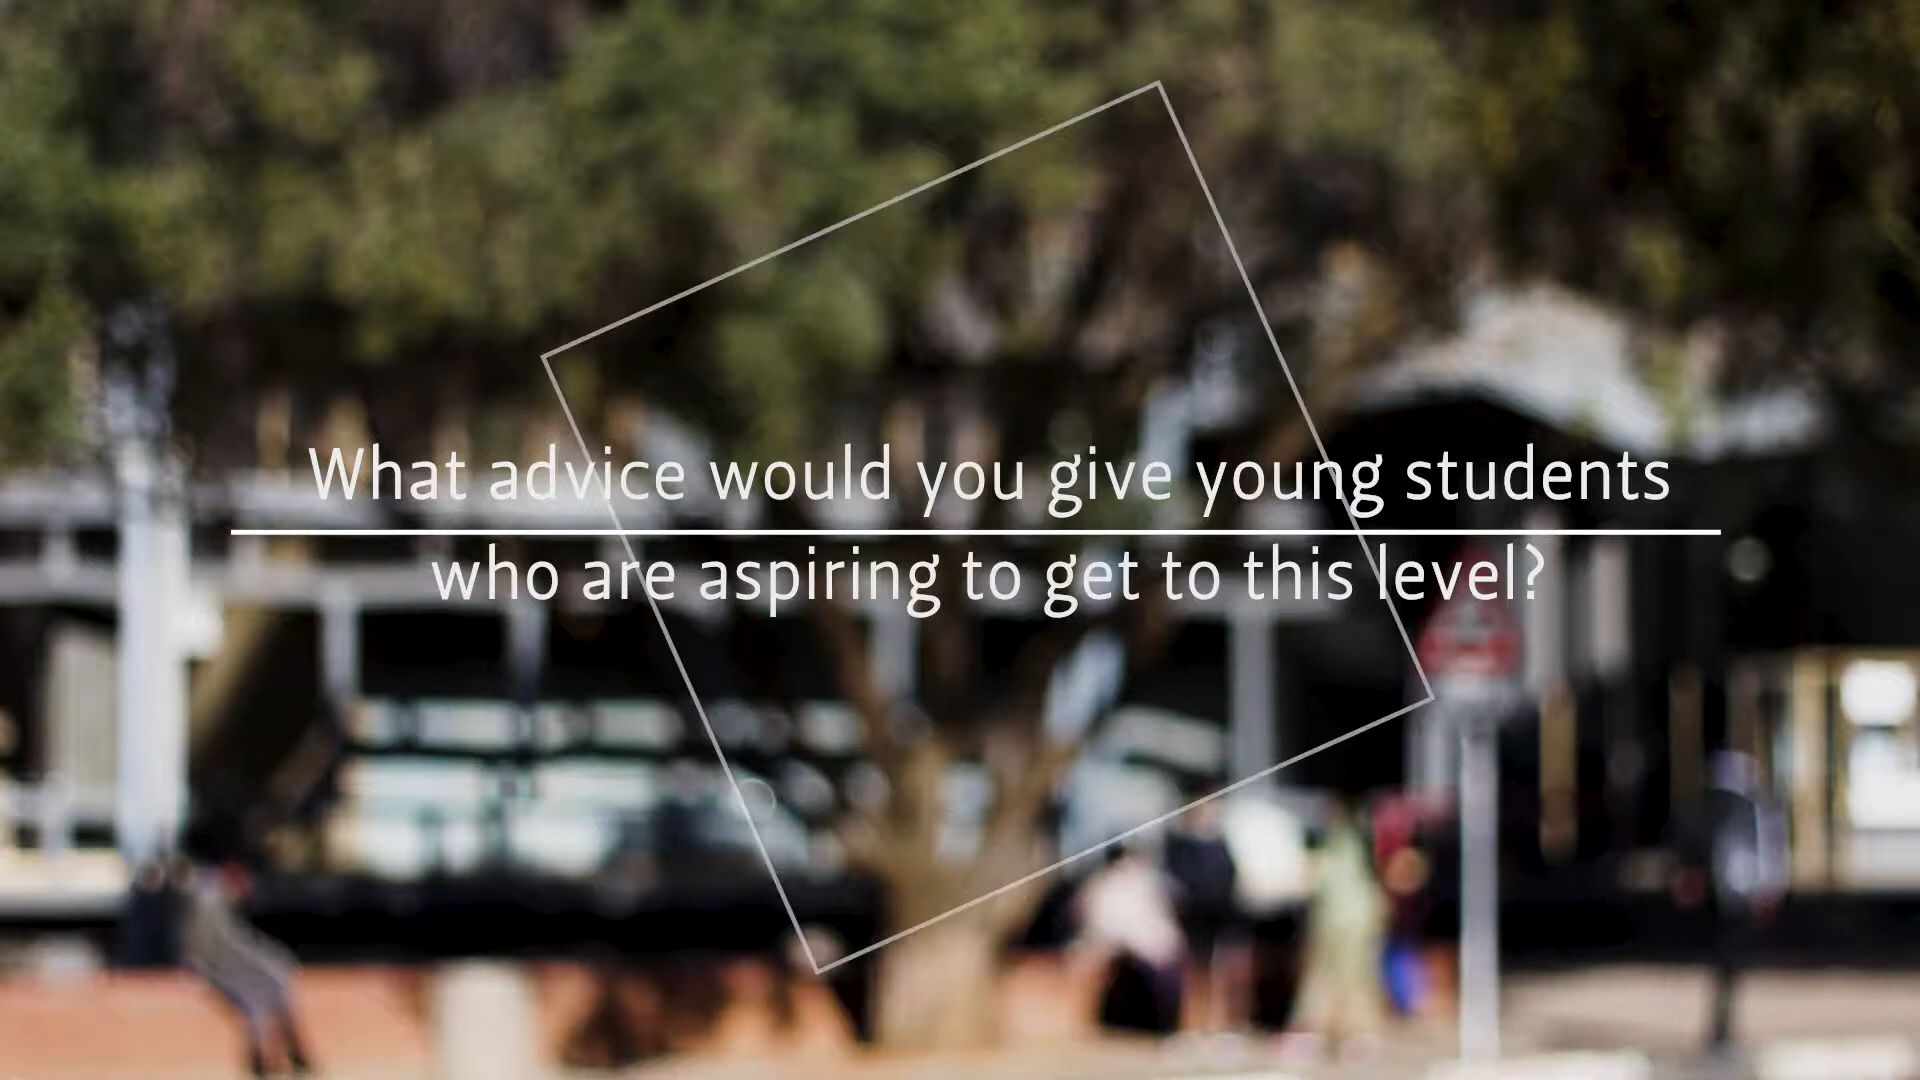 What advice would you give young students
who are aspiring to get to this level?